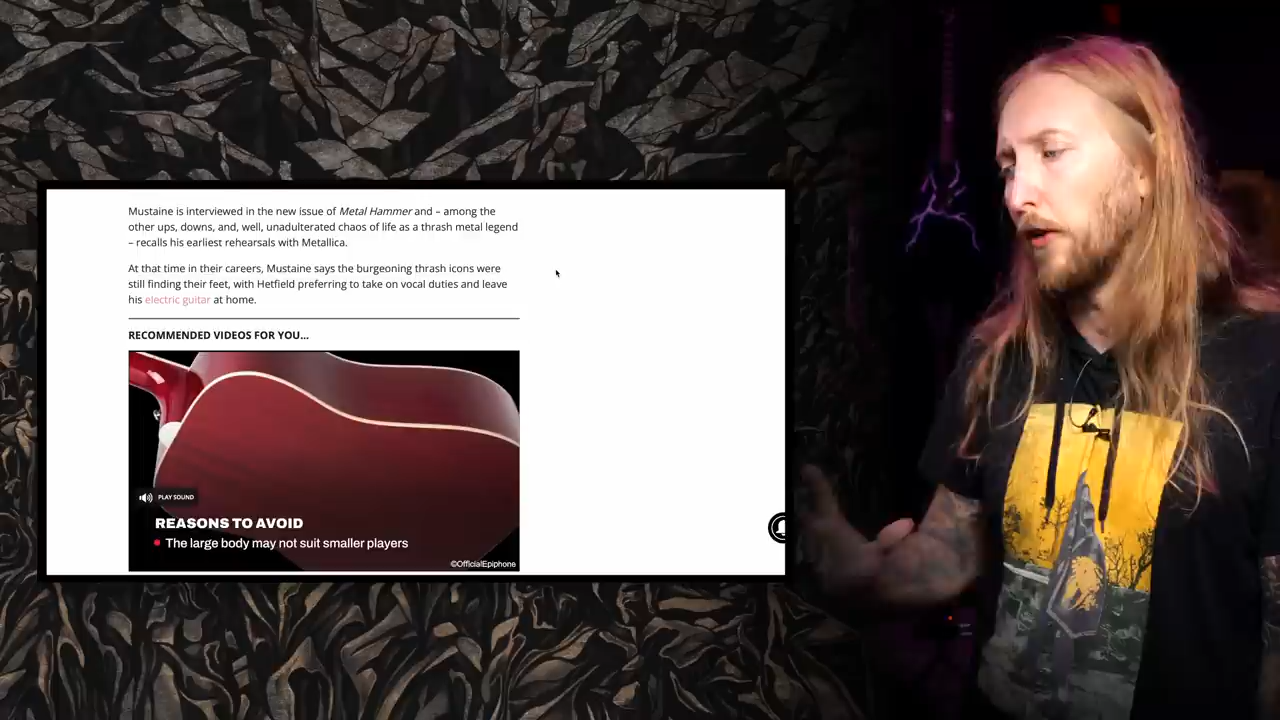 Mustaine is interviewed in the new issue of Metal Hammer and – among the
other ups, downs, and, well, unadulterated chaos of life as a thrash metal legend
– recalls his earliest rehearsals with Metallica.
At that time in their careers, Mustaine says the burgeoning thrash icons were
still finding their feet, with Hetfield preferring to take on vocal duties and leave
his electric guitar at home.
RECOMMENDED VIDEOS FOR YOU...
PLAY SOUND
REASONS TO AVOID
The large body may not suit smaller players
©OfficialEpiphone